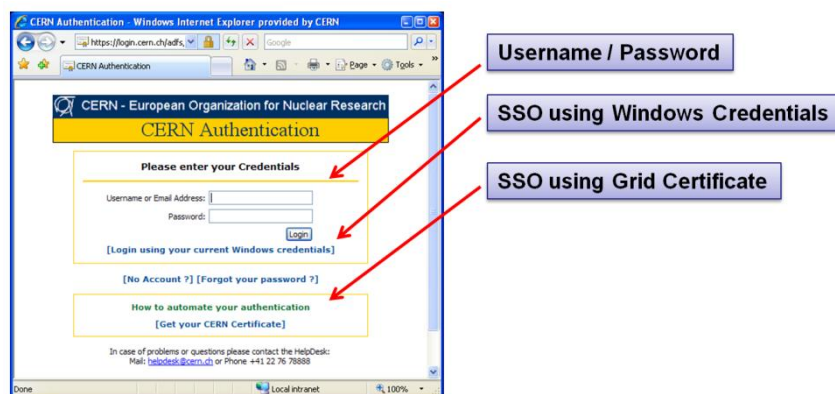 CERN Authentication - Windows Internet Explorer provided by CERN
https://login.cern.ch/adfs,
Google
CERN Authentication
Page
Tools
CERN - European Organization for Nuclear Research
CERN Authentication
Please enter your Credentials
Username or Email Address:
Password:
Login
[Login using your current Windows credentials]
[No Account ?] [Forgot your password ?]
How to automate your authentication
[Get your CERN Certificate]
In case of problems or questions please contact the HelpDesk:
Mail: helpdesk@cern.ch or Phone +41 22 76 78888
Done
Local intranet
100%
Username / Password
SSO using Windows Credentials
SSO using Grid Certificate